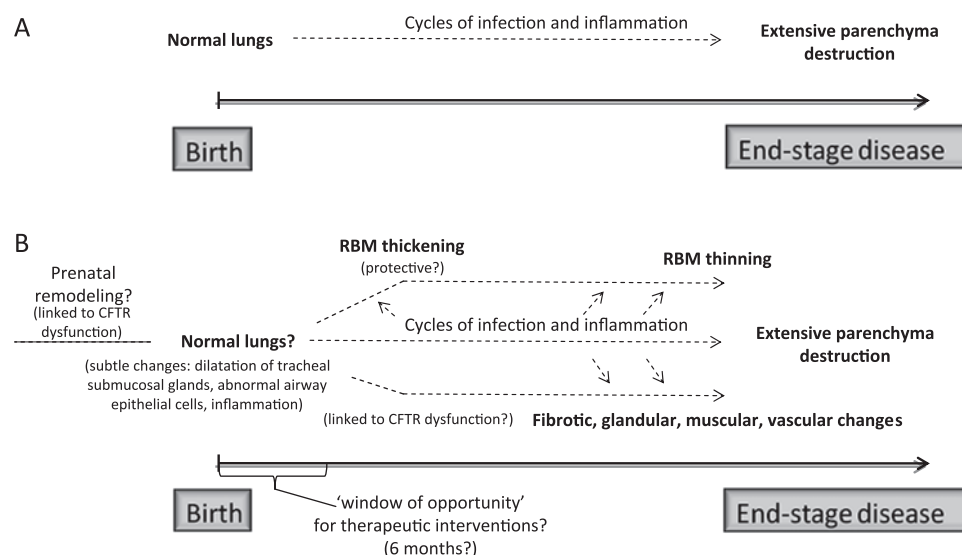 A
Cycles of infection and inflammation
Normal lungs
Extensive parenchyma
destruction
Birth
End-stage disease
B
RBM thickening
(protective?)
RBM thinning
Prenatal
remodeling?
(linked to CFTR
dysfunction)
Cycles of infection and inflammation
Normal lungs?
Extensive parenchyma
destruction
(subtle changes: dilatation of tracheal
submucosal glands, abnormal airway
epithelial cells, inflammation)
(linked to CFTR dysfunction?)
Fibrotic, glandular, muscular, vascular changes
Birth
End-stage disease
'window of opportunity'
for therapeutic interventions?
(6 months?)